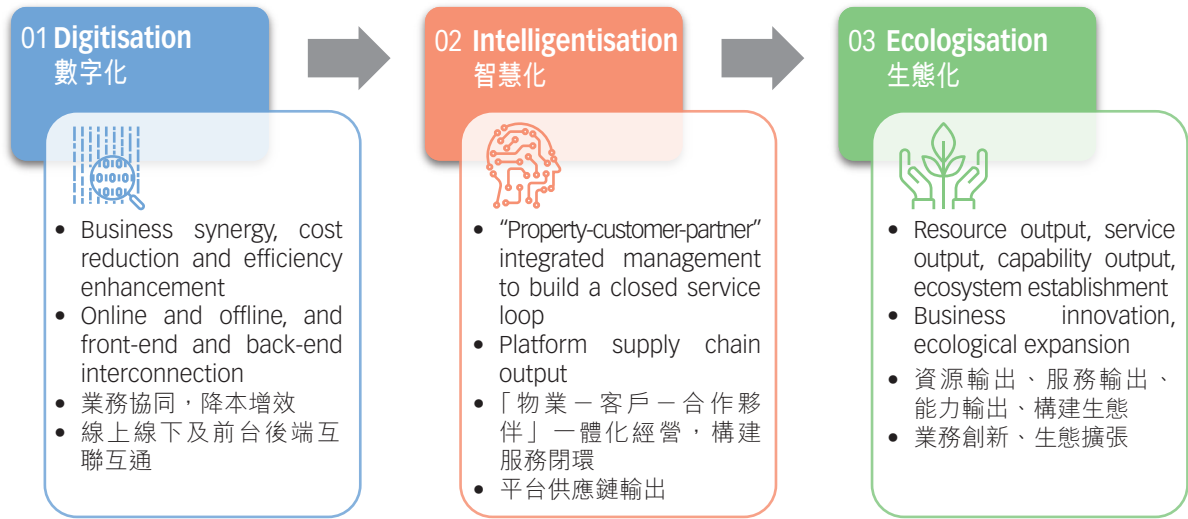 01 Digitisation
數字化
• Business synergy, cost
reduction and efficiency
enhancement
• Online and offline, and
front-end and back-end
interconnection
• 業務協同，降本增效
• 線上線下及前台後端互
聯互通
02 Intelligentisation
智慧化
• “Property-customer-partner”
integrated management
to build a closed service
loop
• Platform supply chain
output
• 「物業－客戶－合作夥
伴」一體化經營，構建
服務閉環
• 平台供應鏈輸出
03 Ecologisation
生態化
• Resource output, service
output, capability output,
ecosystem establishment
• Business innovation,
ecological expansion
• 資源輸出、服務輸出、
能力輸出、構建生態
• 業務創新、生態擴張